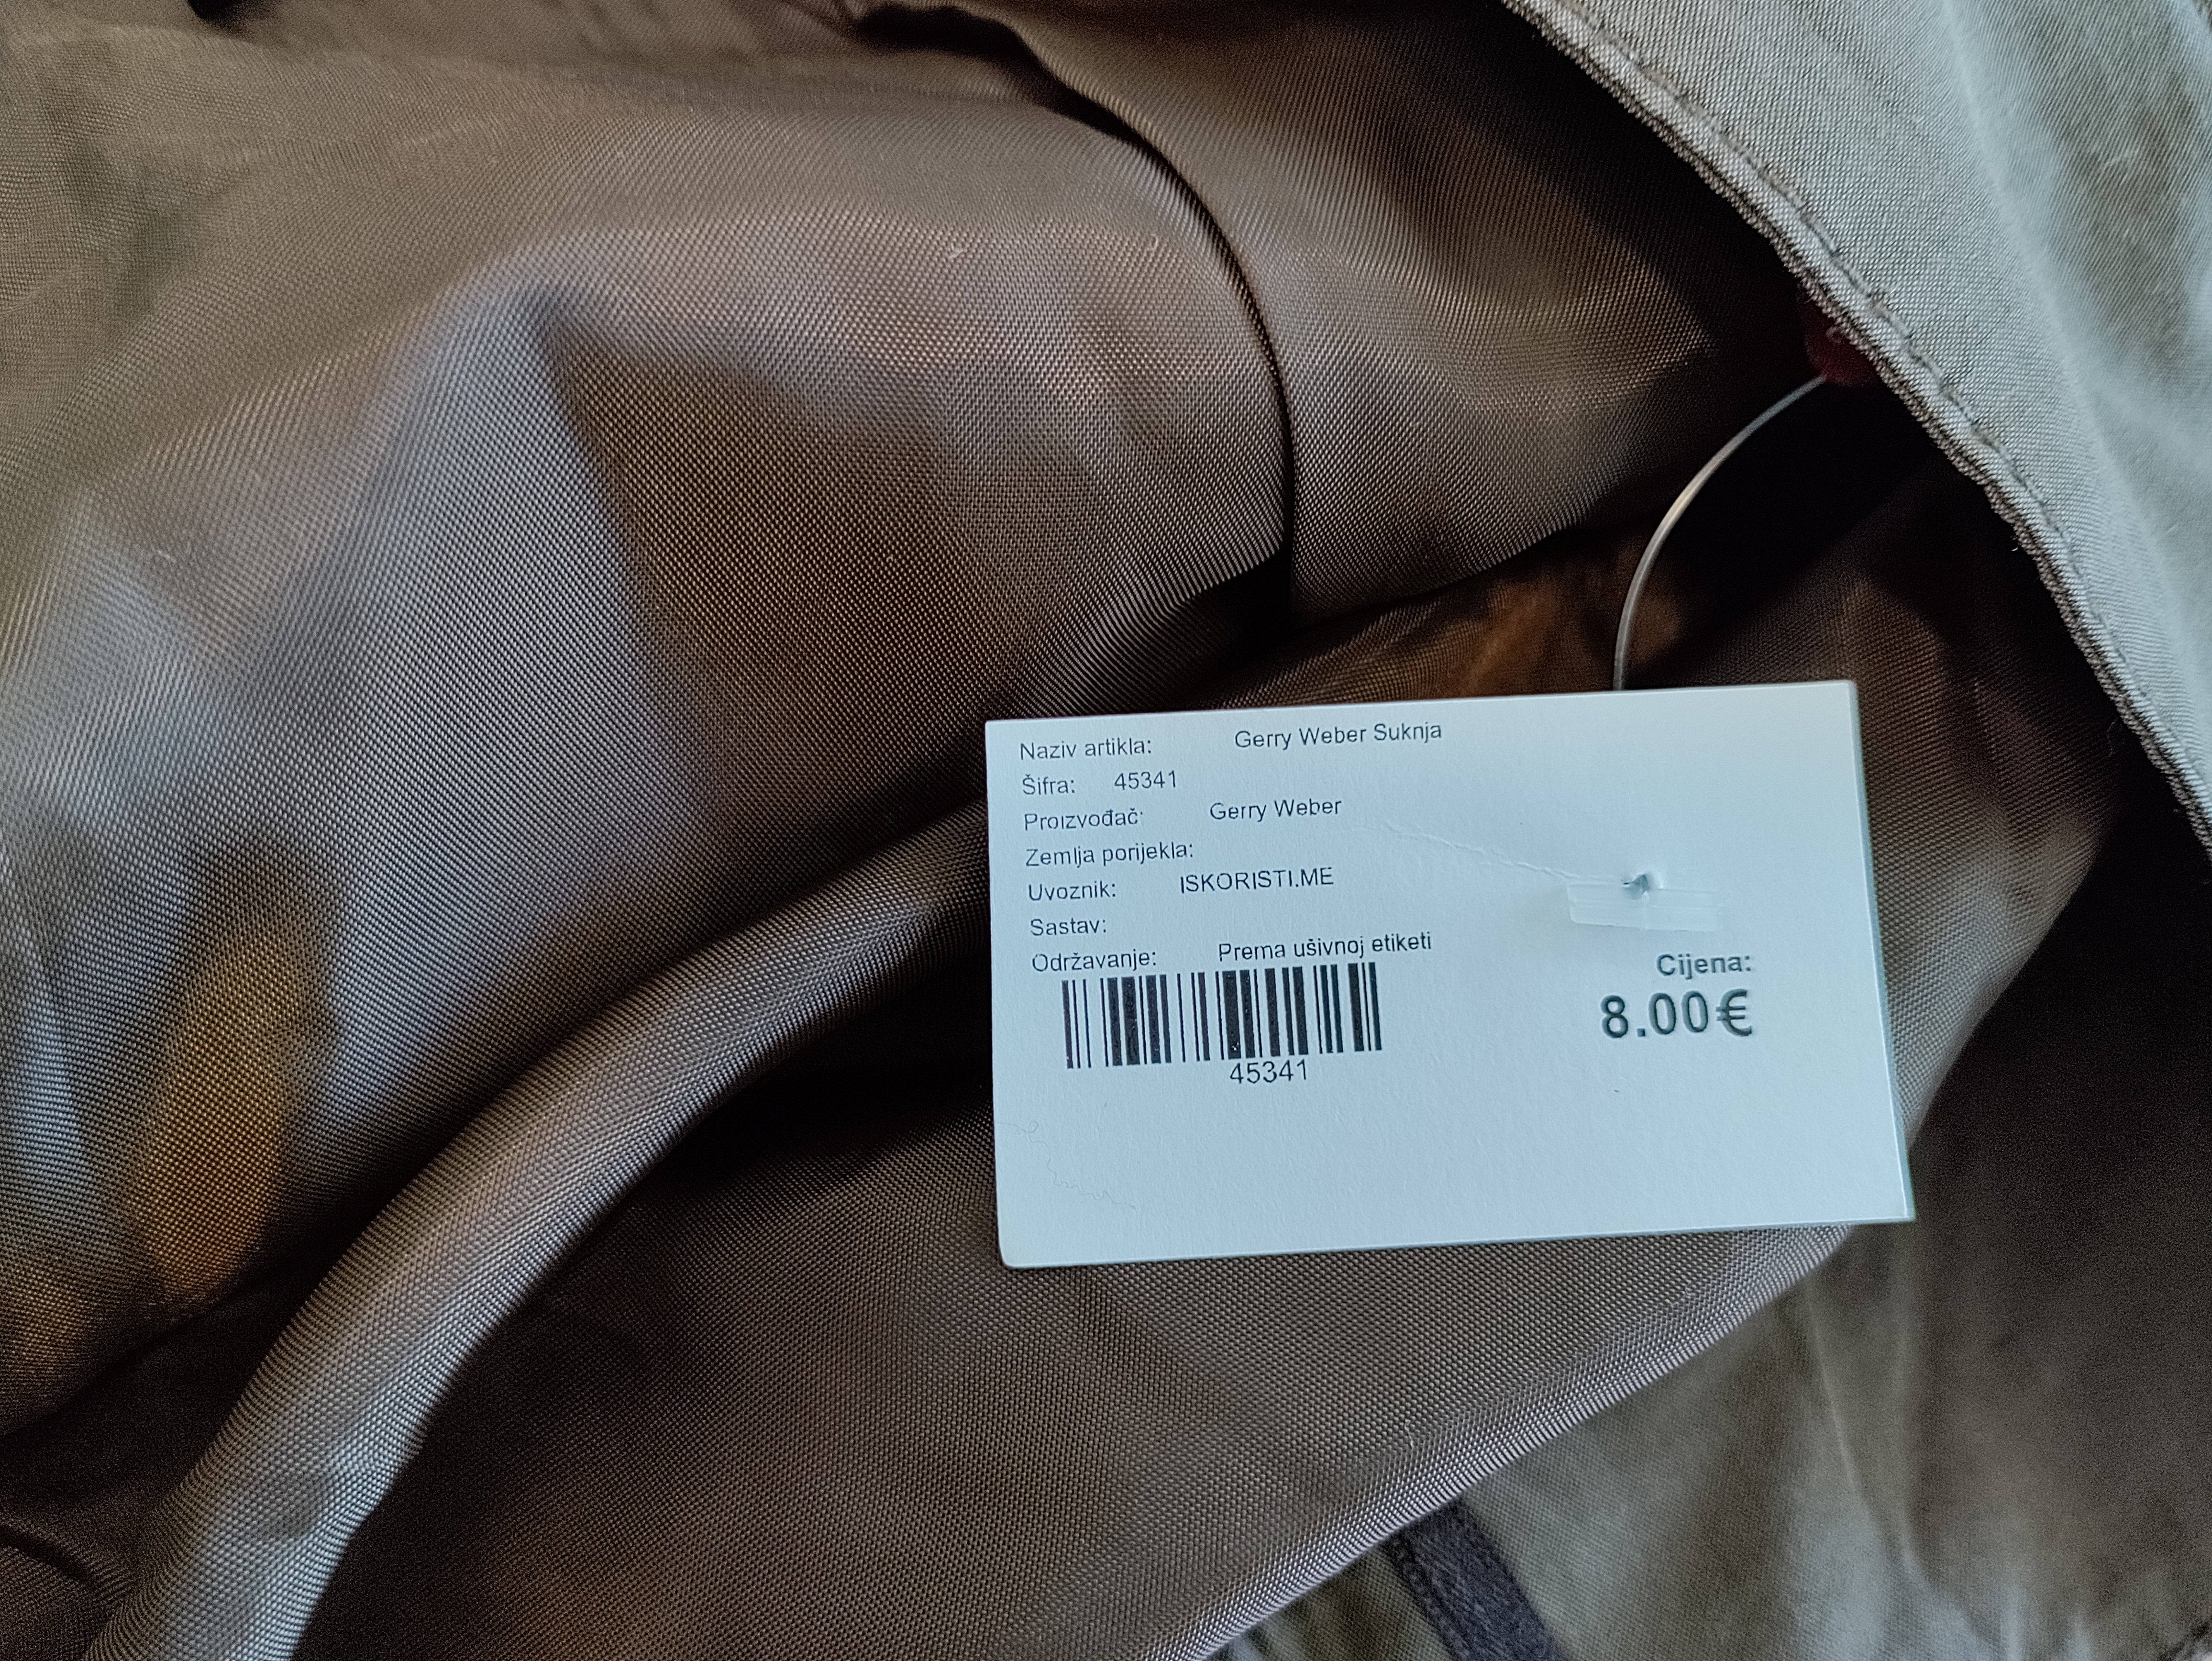 Naziv artikla: Gerry Weber Suknja
Šifra: 45341
Proizvođač: Gerry Weber
Zemlja porijekla:
Uvoznik: ISKORISTI.ME
Sastav:
Održavanje: Prema ušivnoj etiketi
45341
Cijena:
8.00€